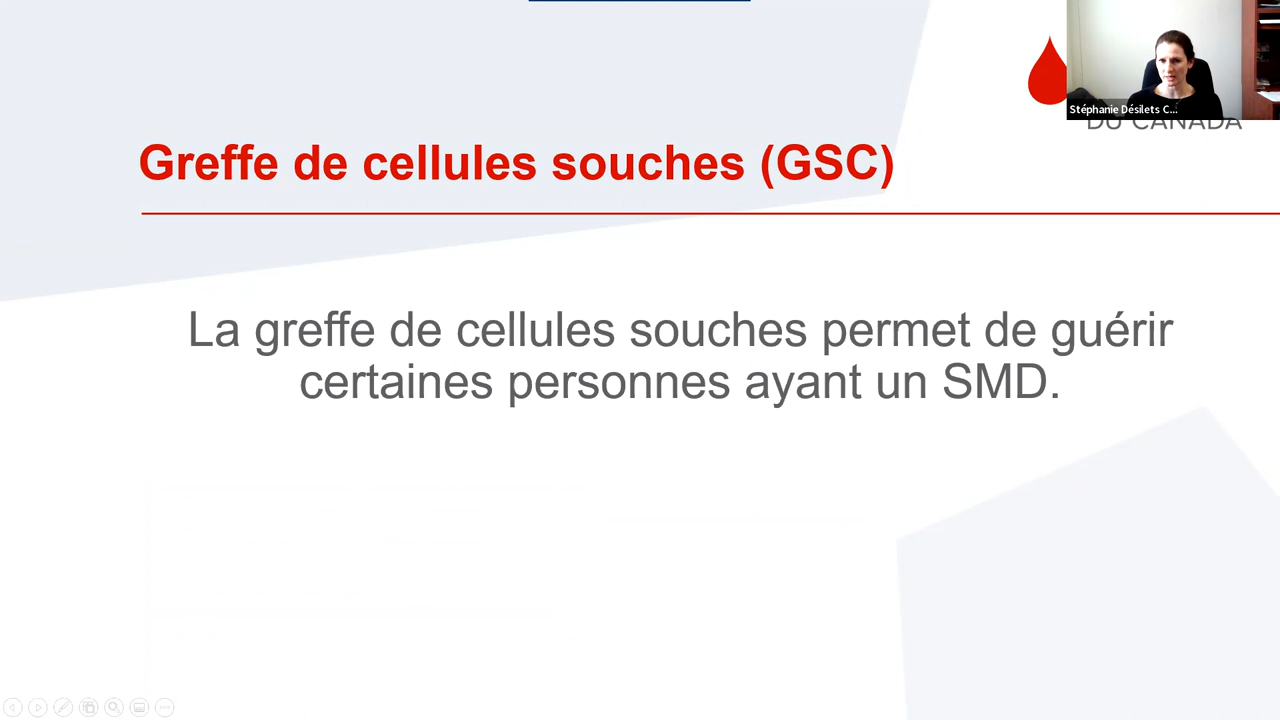 Stéphanie Désilets C...
DU CANADA
Greffe de cellules souches (GSC)
La greffe de cellules souches permet de guérir
certaines personnes ayant un SMD.